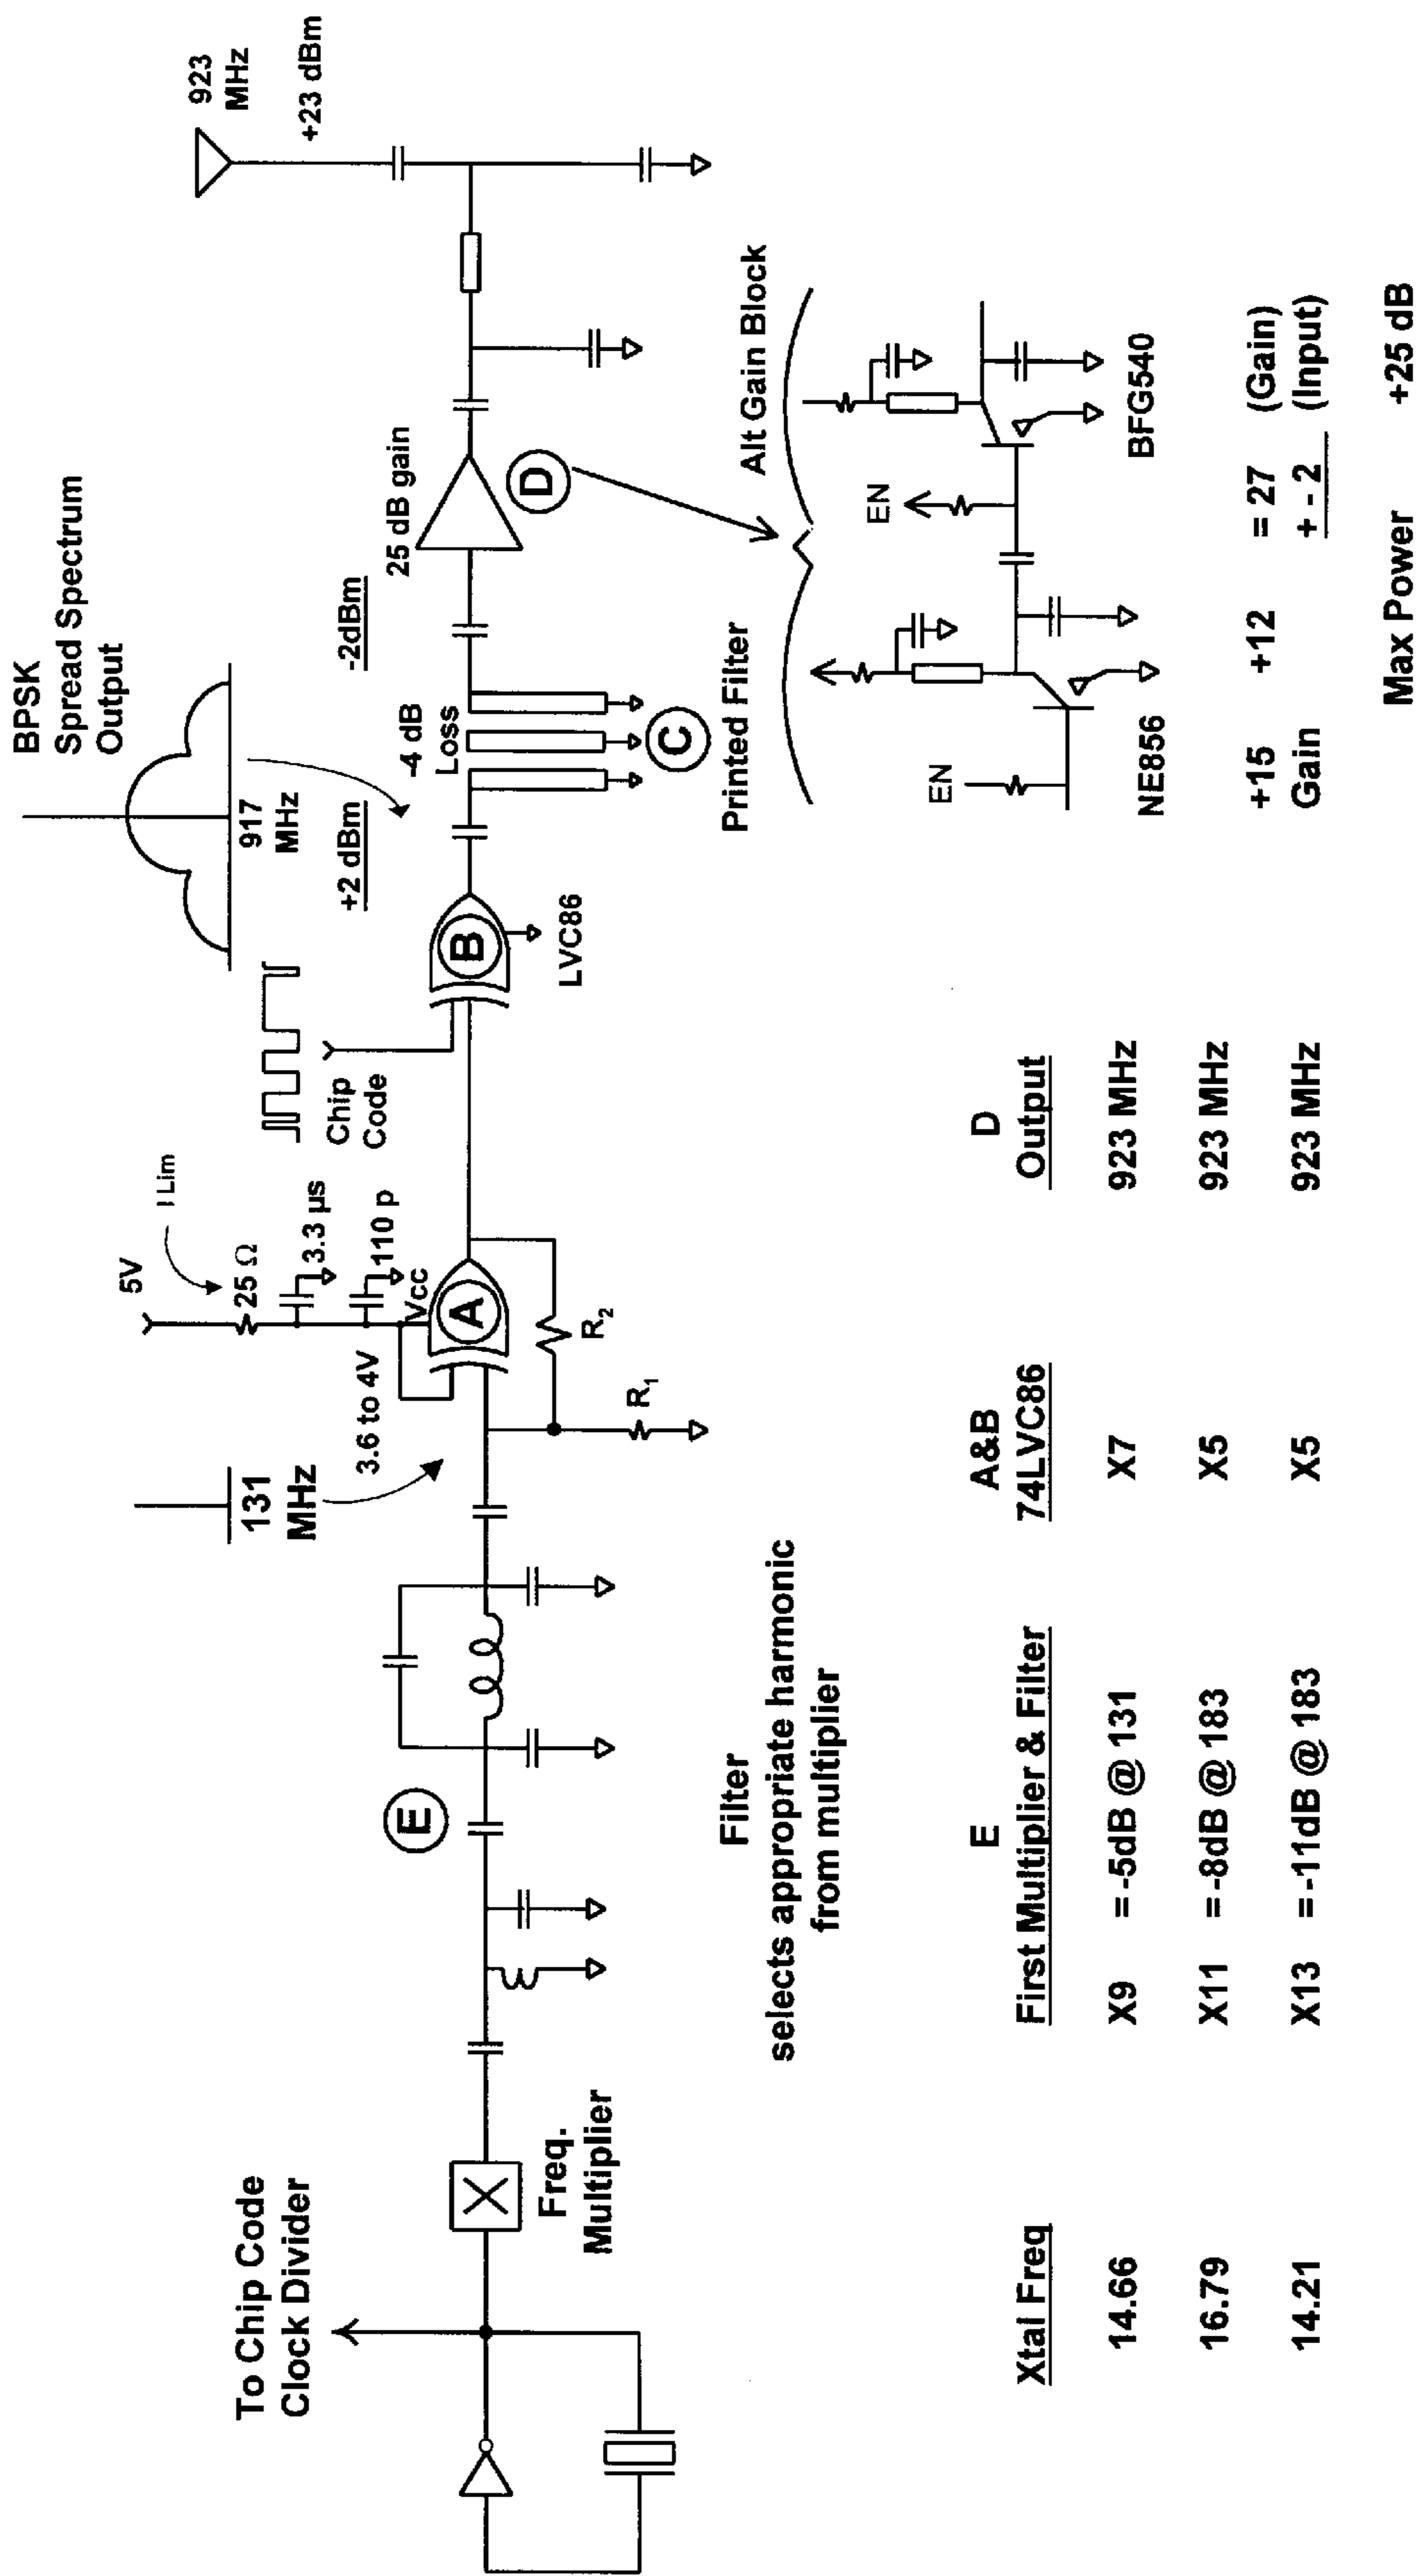 To Chip Code
Clock Divider
Freq.
Multiplier
E
Filter
selects appropriate harmonic
from multiplier
131
MHz
3.6 to 4V
5V
I Lim
25 Ω
3.3 µs
110 p
Vcc
A
R1
R2
Chip
Code
B
LVC86
BPSK
Spread Spectrum
Output
917
MHz
+2 dBm
-4 dB
Loss
C
Printed Filter
-2dBm
25 dB gain
D
923
MHz
+23 dBm
Alt Gain Block
EN
NE856
EN
BFG540
+15 +12 = 27 (Gain)
Gain + - 2 (Input)
Max Power +25 dB
Xtal Freq
14.66
16.79
14.21
E
First Multiplier & Filter
X9 = -5dB @ 131
X11 = -8dB @ 183
X13 = -11dB @ 183
A&B
74LVC86
X7
X5
X5
D
Output
923 MHz
923 MHz
923 MHz